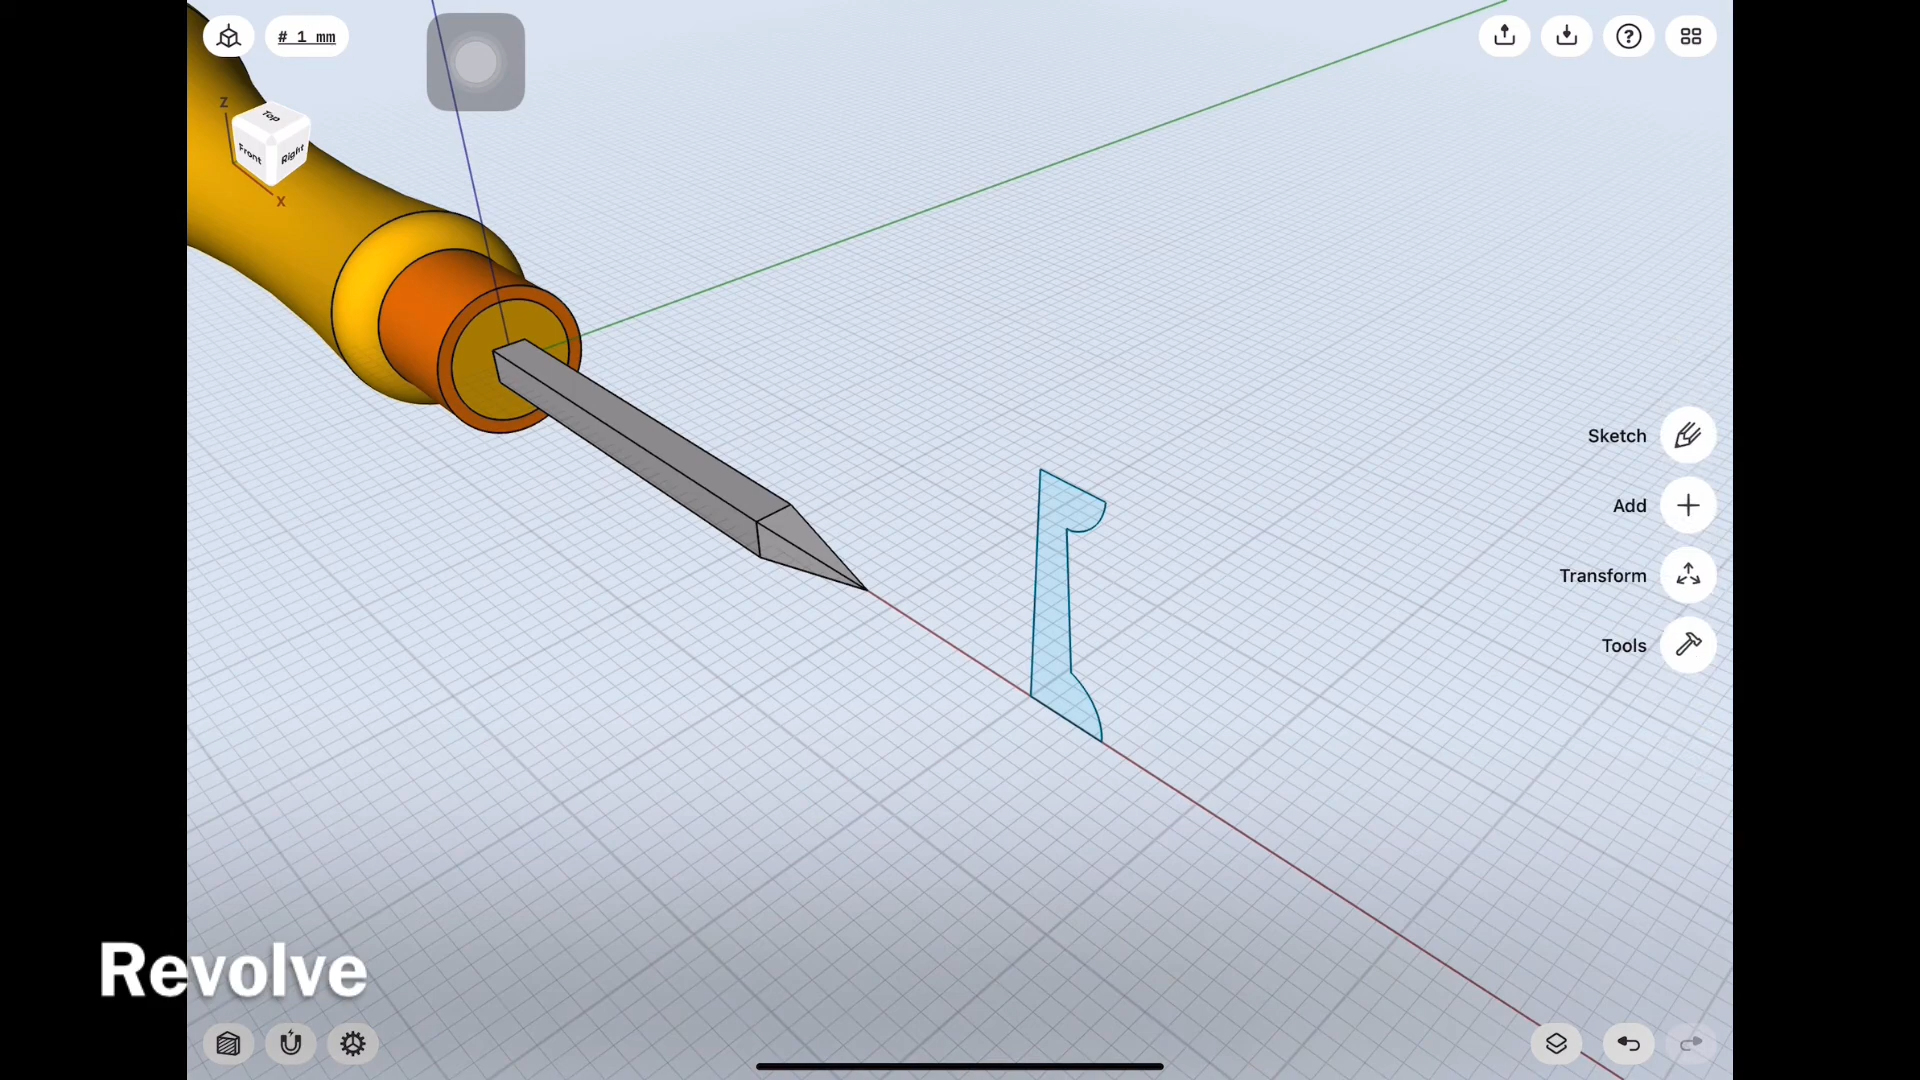 # 1 mm
Z
Top
Front
Right
X
Sketch
Add
Transform
Tools
Revolve